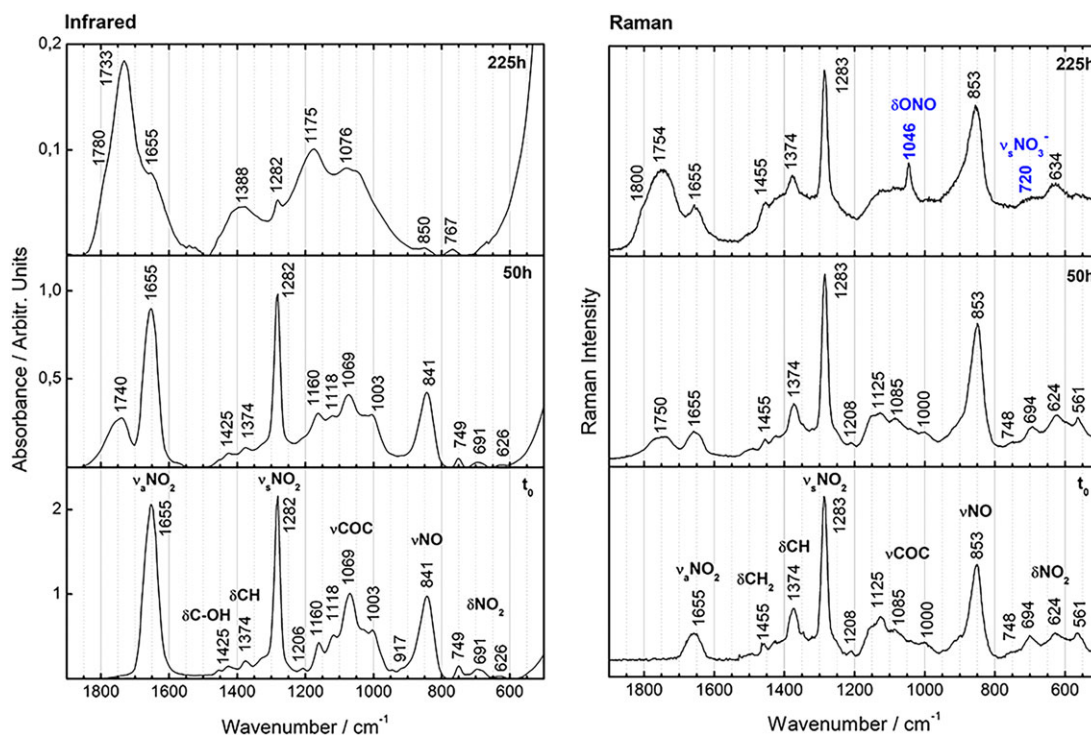 Infrared
0,2
0,1
225h
1780
1733
1655
1388
1282
1175
1076
850
767
1,0
0,5
50h
1740
1655
1425
1374
1282
1160
1118
1069
1003
841
749
691
626
2
1
t₀
νₐNO₂
1655
δC-OH
1425
δCH
1374
νₛNO₂
1282
1206
1160
1118
νCOC
1069
1003
917
νNO
841
δNO₂
749
691
626
1800 1600 1400 1200 1000 800 600
Wavenumber / cm⁻¹
Absorbance / Arbitr. Units
Raman
225h
1800
1754
1655
1455
1374
1283
δONO
1046
853
νₛNO₃⁻
720
634
50h
1750
1655
1455
1374
1283
1208
1125
1085
1000
853
748
694
624
561
t₀
νₐNO₂
1655
δCH₂
1455
δCH
1374
νₛNO₂
1283
1208
1125
νCOC
1085
1000
νNO
853
748
δNO₂
694
624
561
1800 1600 1400 1200 1000 800 600
Wavenumber / cm⁻¹
Raman Intensity